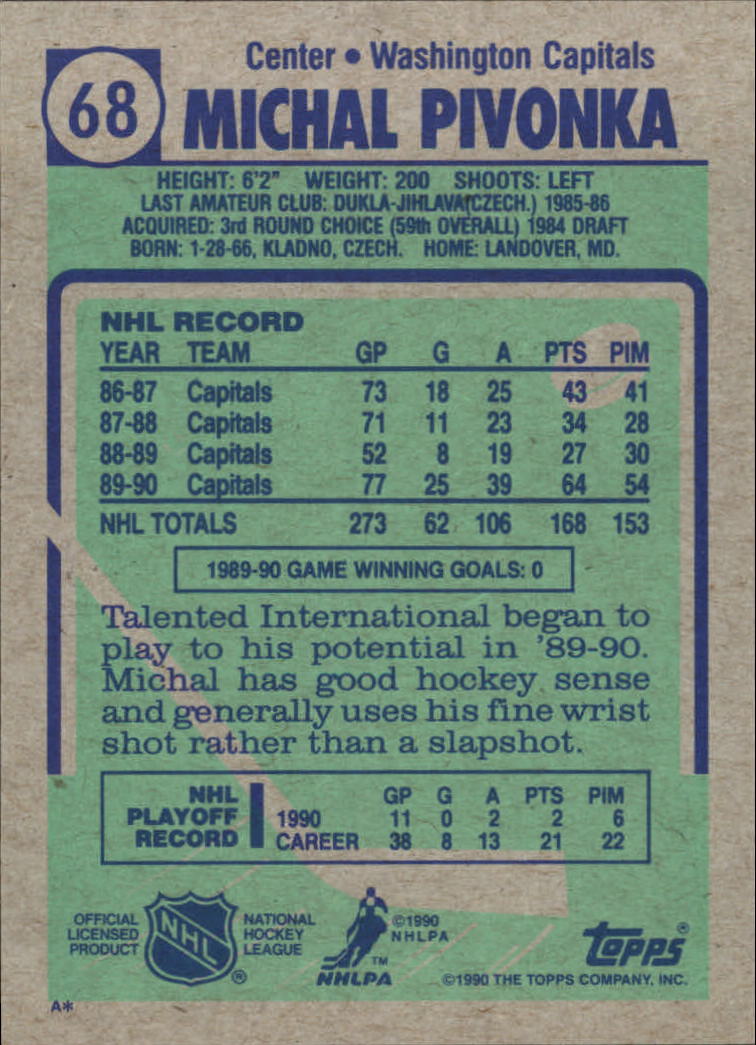 68
Center • Washington Capitals
MICHAL PIVONKA
HEIGHT: 6'2" WEIGHT: 200 SHOOTS: LEFT
LAST AMATEUR CLUB: DUKLA-JIHLAVA(CZECH.) 1985-86
ACQUIRED: 3rd ROUND CHOICE (59th OVERALL) 1984 DRAFT
BORN: 1-28-66, KLADNO, CZECH. HOME: LANDOVER, MD.
NHL RECORD
YEAR TEAM GP G A PTS PIM
86-87 Capitals 73 18 25 43 41
87-88 Capitals 71 11 23 34 28
88-89 Capitals 52 8 19 27 30
89-90 Capitals 77 25 39 64 54
NHL TOTALS 273 62 106 168 153
1989-90 GAME WINNING GOALS: 0
Talented International began to
play to his potential in '89-90.
Michal has good hockey sense
and generally uses his fine wrist
shot rather than a slapshot.
NHL PLAYOFF RECORD
GP G A PTS PIM
1990 11 0 2 2 6
CAREER 38 8 13 21 22
OFFICIAL
LICENSED
PRODUCT
NHL
®
NATIONAL
HOCKEY
LEAGUE
©1990
NHLPA
TM
NHLPA
topps®
©1990 THE TOPPS COMPANY, INC.
A*